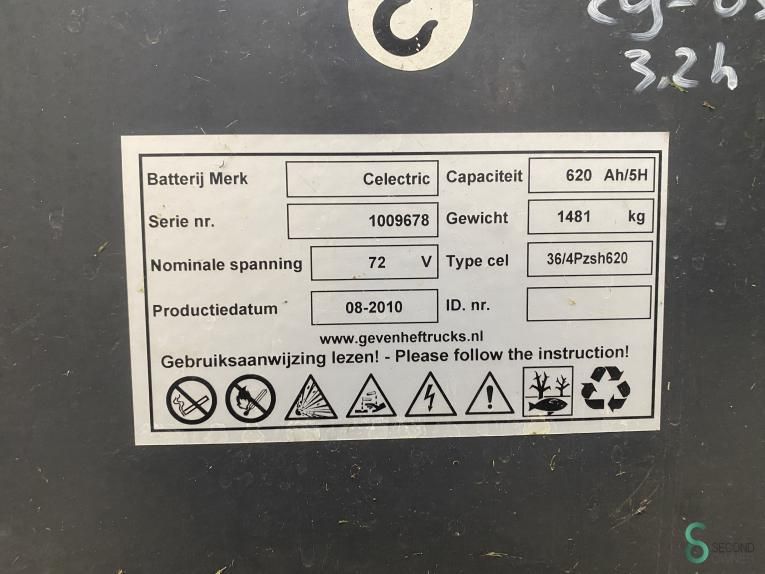 3.2h
Batterij Merk Celectric Capaciteit 620 Ah/5H
Serie nr. 1009678 Gewicht 1481 kg
Nominale spanning 72 V Type cel 36/4Pzsh620
Productiedatum 08-2010 ID. nr.
www.gevenheftrucks.nl
Gebruiksaanwijzing lezen! - Please follow the instruction!
SECOND
OWNER